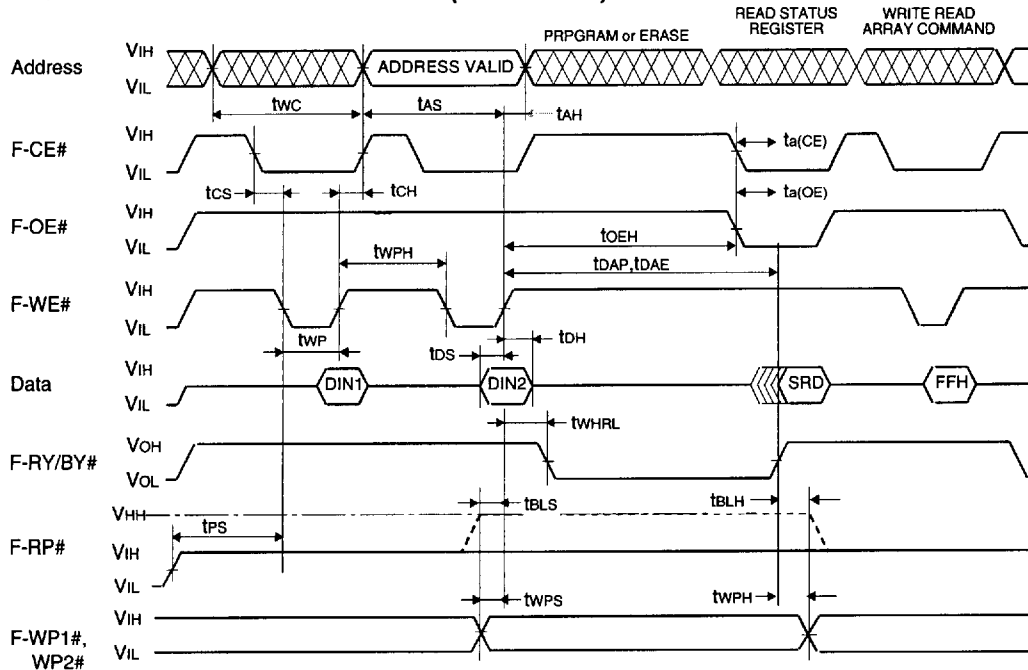 READ STATUS
REGISTER
WRITE READ
ARRAY COMMAND
PRPGRAM or ERASE
Address
VIH
VIL
ADDRESS VALID
tWC
tAS
tAH
F-CE#
VIH
VIL
ta(CE)
tCS
tCH
ta(OE)
F-OE#
VIH
VIL
tOEH
tWPH
tDAP,tDAE
F-WE#
VIH
VIL
tWP
tDS
tDH
Data
VIH
VIL
DIN1
DIN2
SRD
FFH
tWHRL
F-RY/BY#
VOH
VOL
tBLS
tBLH
VHH
tPS
F-RP#
VIH
VIL
tWPS
tWPH
F-WP1#,
WP2#
VIH
VIL